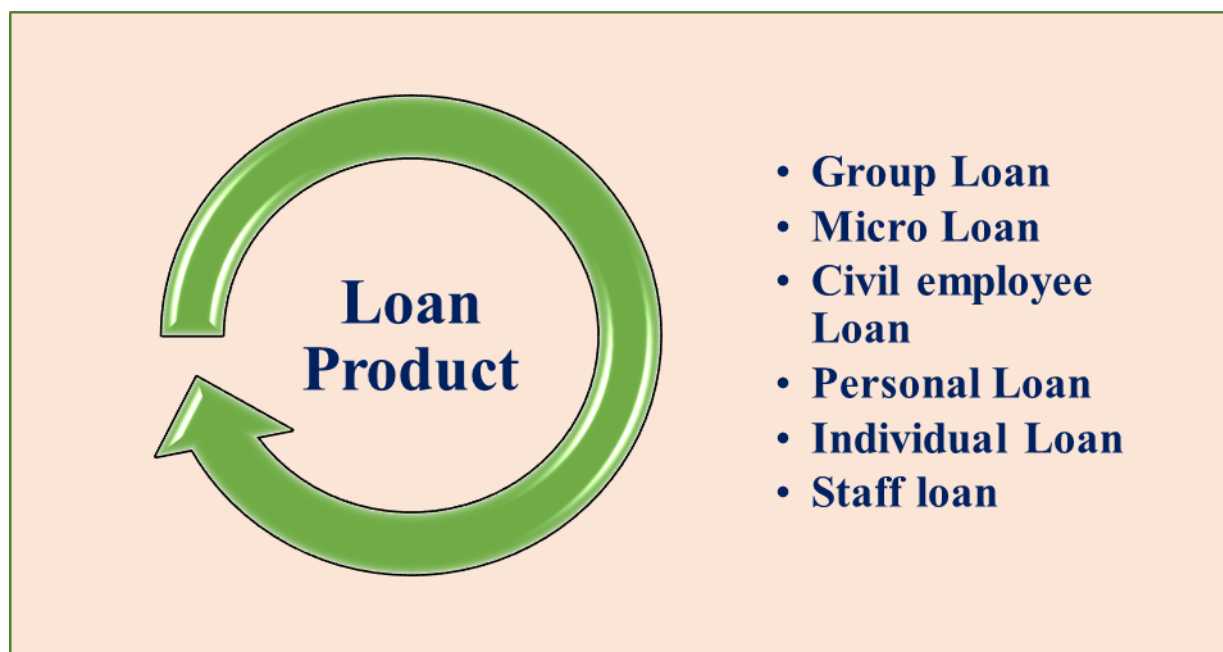 Loan
Product
• Group Loan
• Micro Loan
• Civil employee
Loan
• Personal Loan
• Individual Loan
• Staff loan